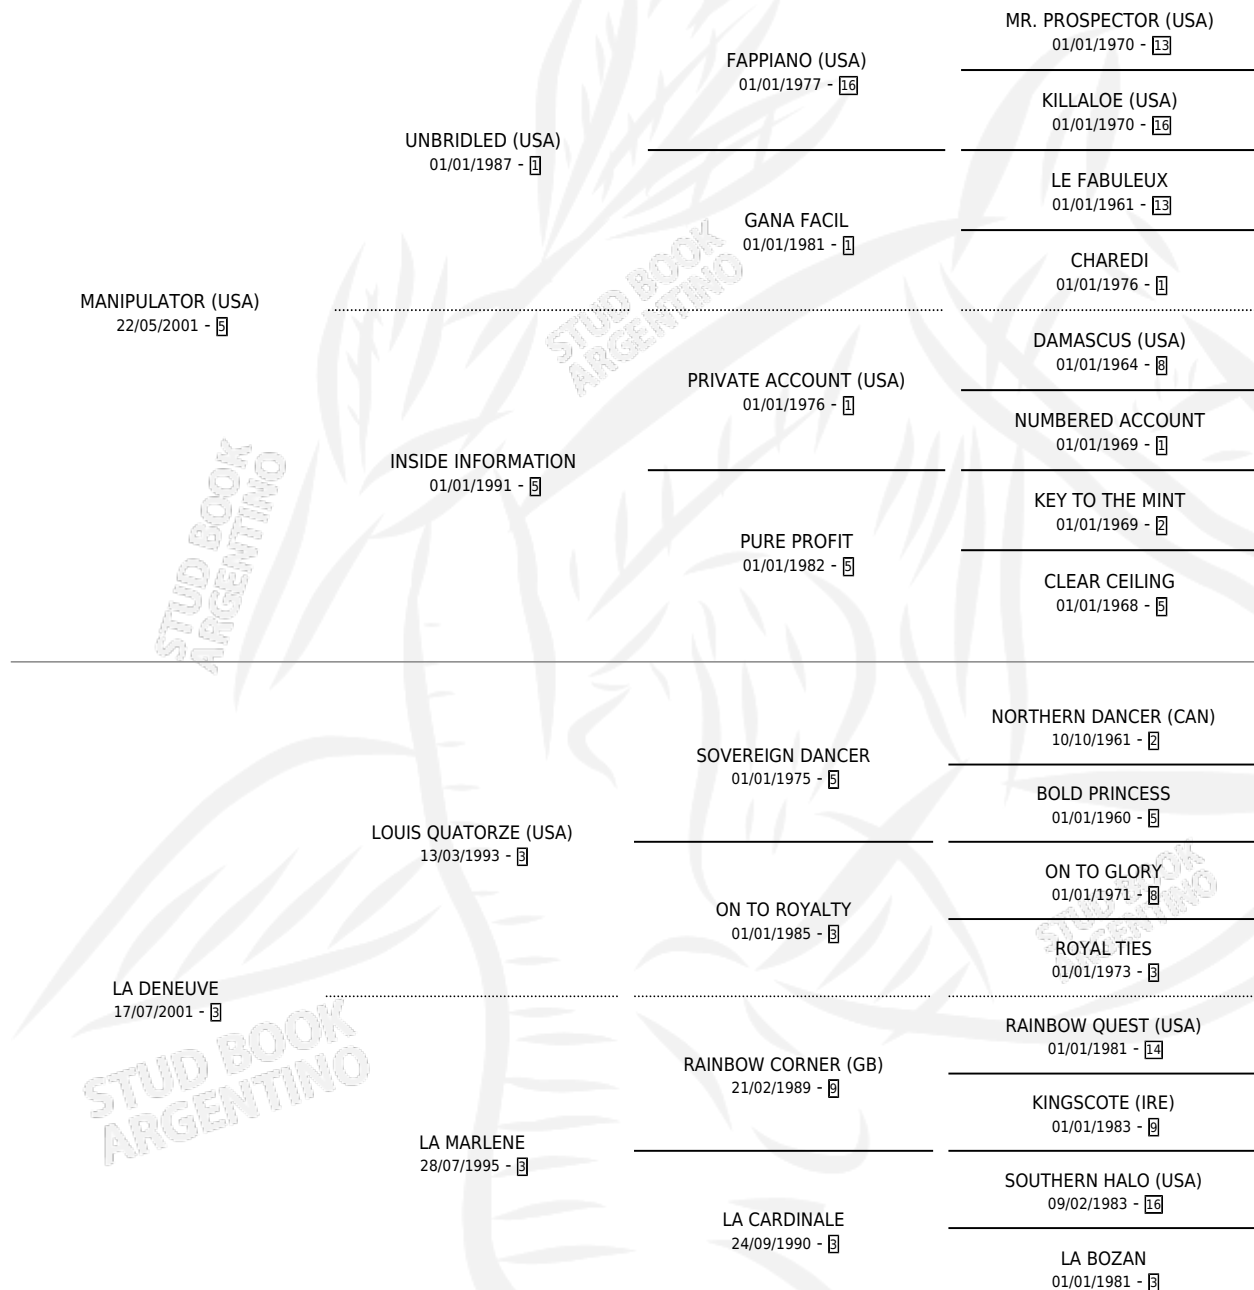 MR. PROSPECTOR (USA)
01/01/1970 - 13
FAPPIANO (USA)
01/01/1977 - 16
KILLALOE (USA)
01/01/1970 - 16
UNBRIDLED (USA)
01/01/1987 - 1
LE FABULEUX
01/01/1961 - 13
GANA FACIL
01/01/1981 - 1
CHAREDI
01/01/1976 - 1
MANIPULATOR (USA)
22/05/2001 - 5
DAMASCUS (USA)
01/01/1964 - 8
PRIVATE ACCOUNT (USA)
01/01/1976 - 1
NUMBERED ACCOUNT
01/01/1969 - 1
INSIDE INFORMATION
01/01/1991 - 5
KEY TO THE MINT
01/01/1969 - 2
PURE PROFIT
01/01/1982 - 5
CLEAR CEILING
01/01/1968 - 5
STUD BOOK
ARGENTINO
STUD BOOK
ARGENTINO
NORTHERN DANCER (CAN)
10/10/1961 - 2
SOVEREIGN DANCER
01/01/1975 - 5
BOLD PRINCESS
01/01/1960 - 5
LOUIS QUATORZE (USA)
13/03/1993 - 3
ON TO GLORY
01/01/1971 - 8
ON TO ROYALTY
01/01/1985 - 3
ROYAL TIES
01/01/1973 - 3
STUD BOOK
ARGENTINO
LA DENEUVE
17/07/2001 - 3
RAINBOW QUEST (USA)
01/01/1981 - 14
RAINBOW CORNER (GB)
21/02/1989 - 9
KINGSCOTE (IRE)
01/01/1983 - 9
LA MARLENE
28/07/1995 - 3
SOUTHERN HALO (USA)
09/02/1983 - 16
LA CARDINALE
24/09/1990 - 3
LA BOZAN
01/01/1981 - 3
STUD BOOK
ARGENTINO